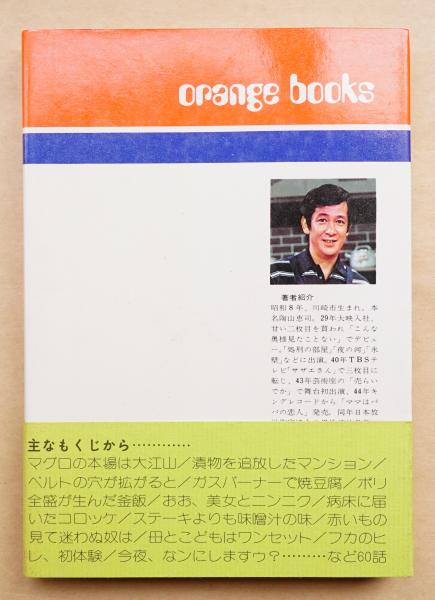 orange books
著者紹介
昭和8年、川崎市生まれ。本
名陶山恵司。29年大映入社、
甘い二枚目を買われ「こんな
奥様見たことない」でデビュ
ー。「処刑の部屋」「夜の河」「氷
壁」などに出演。40年TBSテ
レビ「サザエさん」で三枚目に
転じ、43年芸術座の「売らい
でか」で舞台初出演、44年キ
ングレコードから「ママはパ
パの恋人」発売。同年日本放
主なもくじから…………
マグロの本場は大江山／漬物を追放したマンション／
ベルトの穴が拡がると／ガスバーナーで焼豆腐／ボリ
全盛が生んだ釜飯／おお、美女とニンニク／病床に届
いたコロッケ／ステーキよりも味噌汁の味／赤いもの
見て迷わぬ奴は／母とこどもはワンセット／フカのヒ
レ、初体験／今夜、なンにしますゥ？………など60話